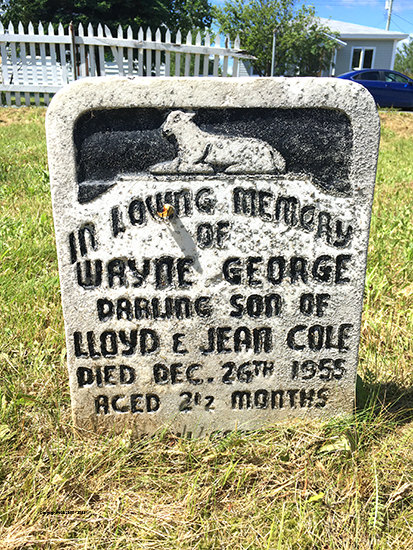 IN LOVING MEMORY
OF
WAYNE GEORGE
DARLING SON OF
LLOYD & JEAN COLE
DIED DEC. 26TH 1955
AGED 2½ MONTHS